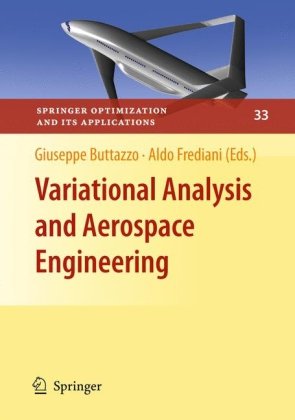 SPRINGER OPTIMIZATION
AND ITS APPLICATIONS
33
Giuseppe Buttazzo · Aldo Frediani (Eds.)
Variational Analysis
and Aerospace
Engineering
Springer